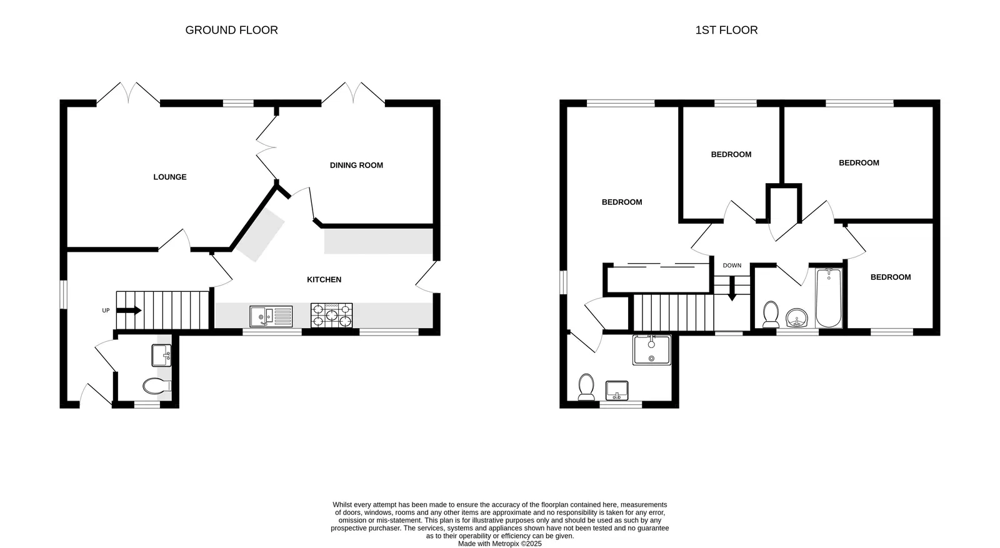 GROUND FLOOR
1ST FLOOR
LOUNGE
DINING ROOM
KITCHEN
UP
BEDROOM
BEDROOM
BEDROOM
BEDROOM
DOWN
Whilst every attempt has been made to ensure the accuracy of the floorplan contained here, measurements
of doors, windows, rooms and any other items are approximate and no responsibility is taken for any error,
omission or mis-statement. This plan is for illustrative purposes only and should be used as such by any
prospective purchaser. The services, systems and appliances shown have not been tested and no guarantee
as to their operability or efficiency can be given.
Made with Metropix ©2025